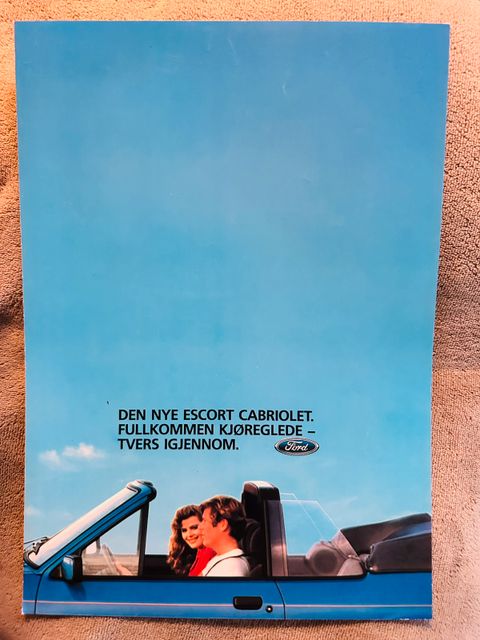 DEN NYE ESCORT CABRIOLET.
FULLKOMMEN KJØREGLEDE –
TVERS IGJENNOM.
Ford